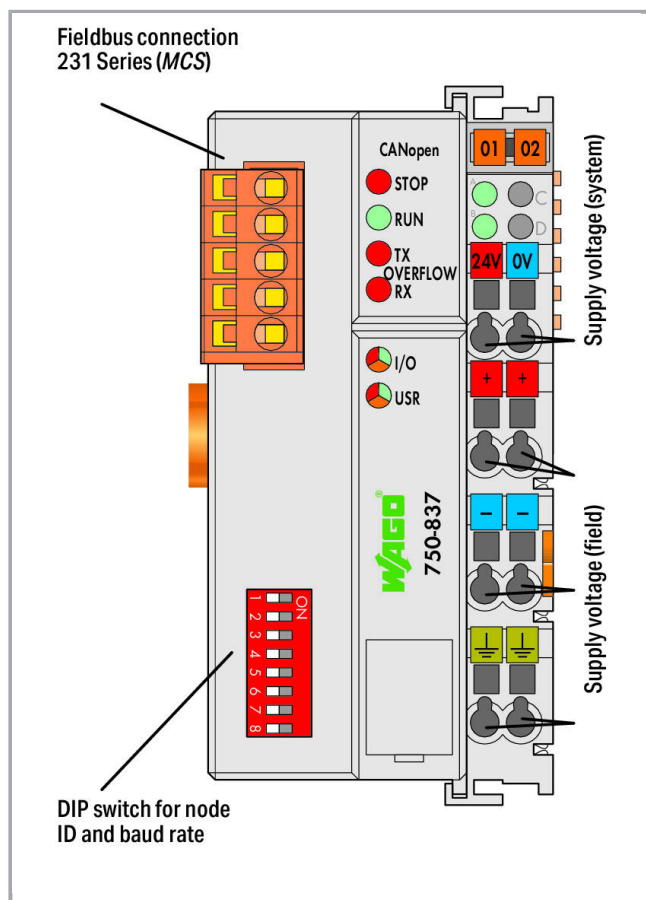 Fieldbus connection
231 Series (MCS)
CANopen
STOP
RUN
TX
OVERFLOW
RX
I/O
USR
01 02
A
C
B
D
24V 0V
+ +
− −
Supply voltage (system)
Supply voltage (field)
WAGO®
750-837
ON
1
2
3
4
5
6
7
8
DIP switch for node
ID and baud rate